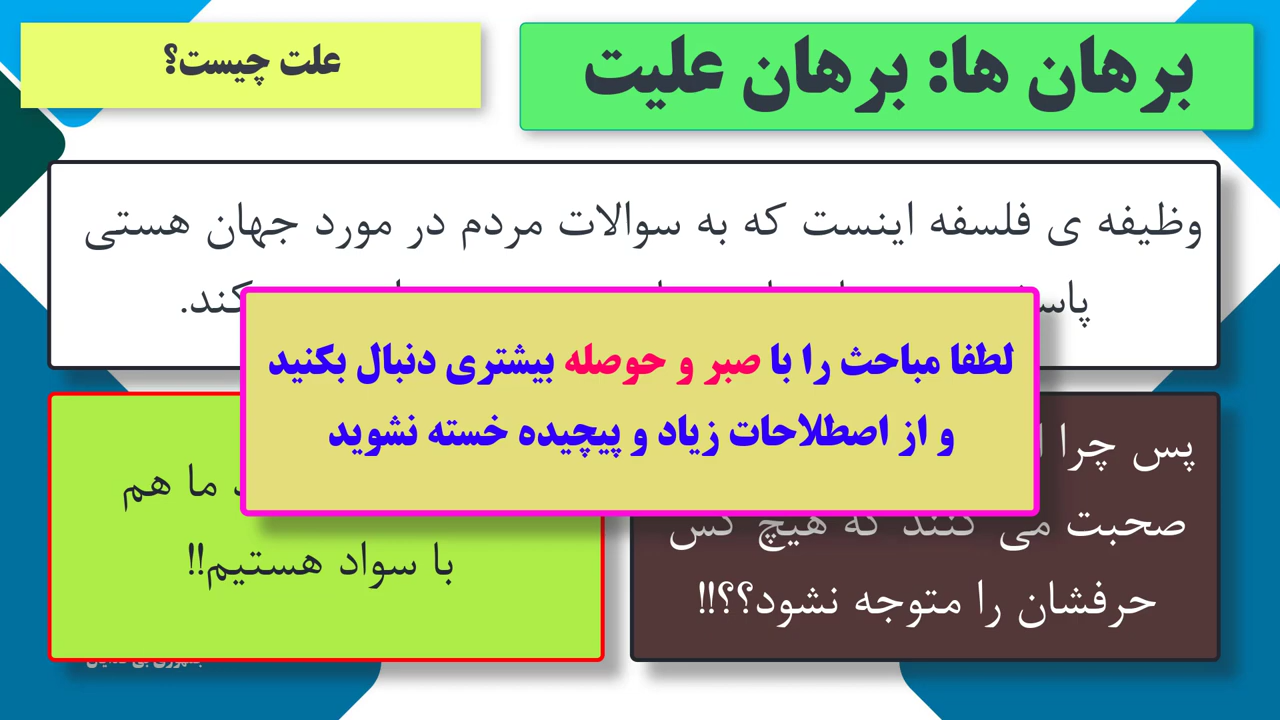 برهان ها: برهان علیت
علت چیست؟
وظیفه ی فلسفه اینست که به سوالات مردم در مورد جهان هستی
کند.
لطفا مباحث را با صبر و حوصله بیشتری دنبال بکنید
و از اصطلاحات زیاد و پیچیده خسته نشوید
پس چرا
صحبت می کنند که هیچ کس
حرفشان را متوجه نشود؟؟!!
ما هم
با سواد هستیم!!